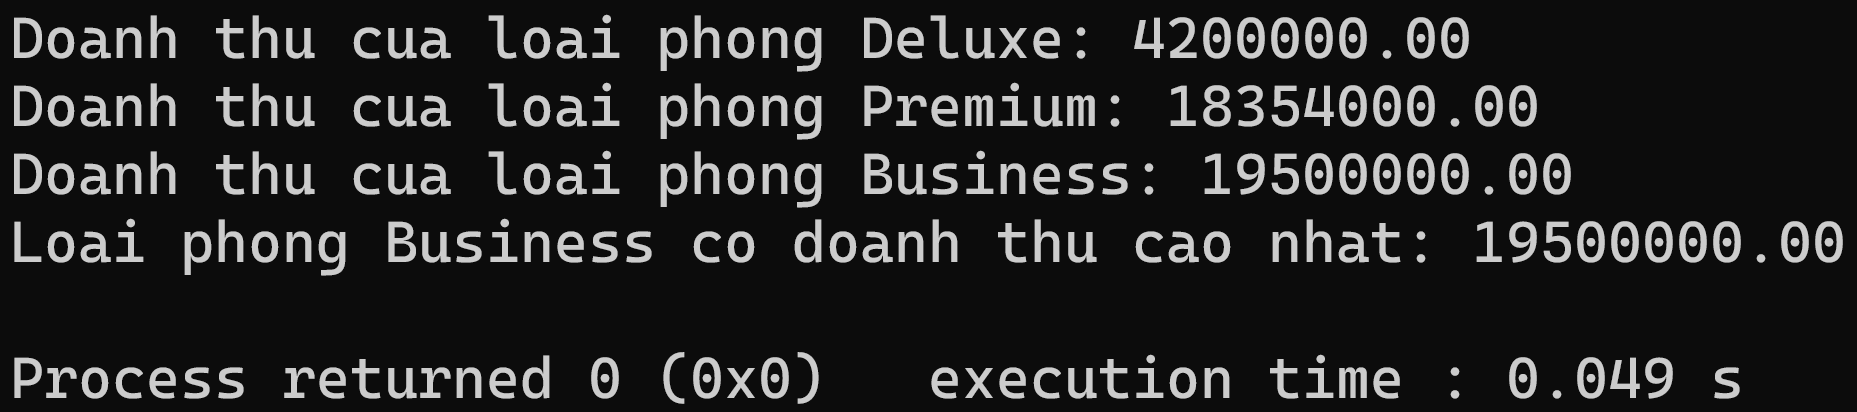 Doanh thu cua loai phong Deluxe: 4200000.00
Doanh thu cua loai phong Premium: 18354000.00
Doanh thu cua loai phong Business: 19500000.00
Loai phong Business co doanh thu cao nhat: 19500000.00
Process returned 0 (0x0)   execution time : 0.049 s